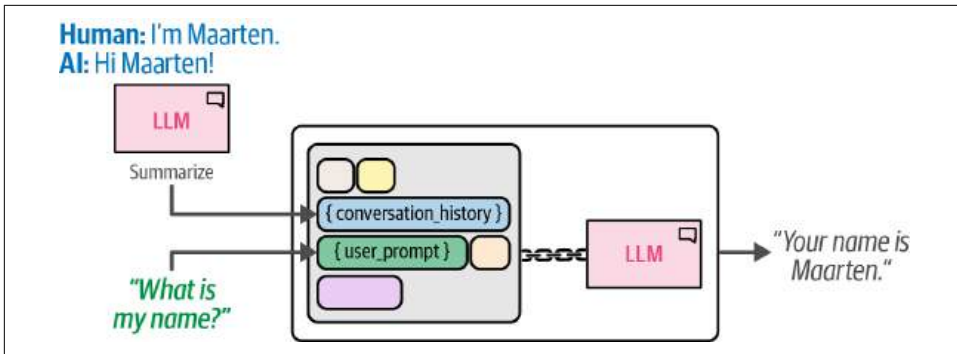 Human: I'm Maarten.
AI: Hi Maarten!
LLM
Summarize
{ conversation_history }
{ user_prompt }
"What is
my name?"
LLM
"Your name is
Maarten."